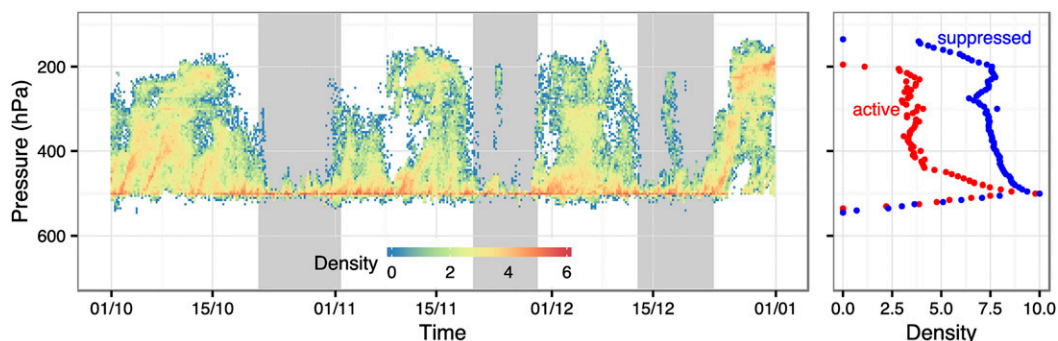 Pressure (hPa)
200
400
600
Density
0 2 4 6
01/10 15/10 01/11 15/11 01/12 15/12 01/01
Time
suppressed
active
0.0 2.5 5.0 7.5 10.0
Density